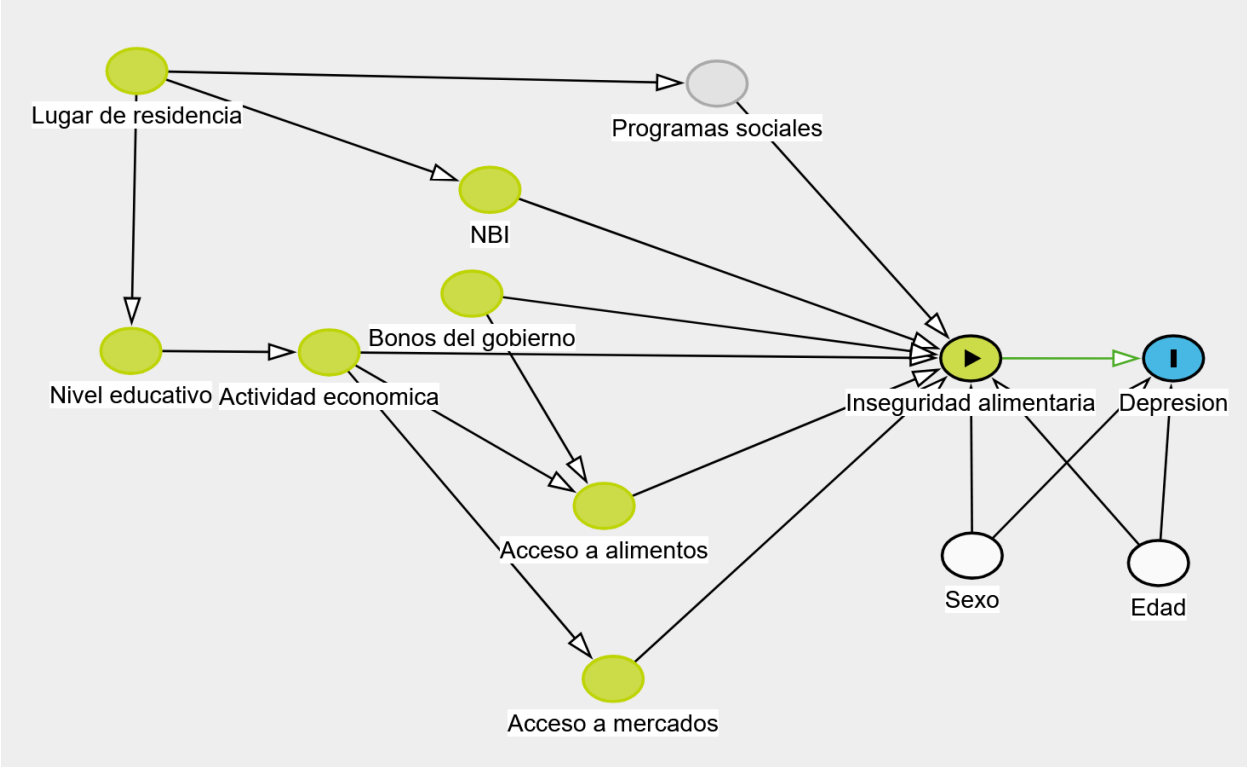 Lugar de residencia
Programas sociales
NBI
Bonos del gobierno
Nivel educativo
Actividad economica
Inseguridad alimentaria
Depresion
Acceso a alimentos
Sexo
Edad
Acceso a mercados